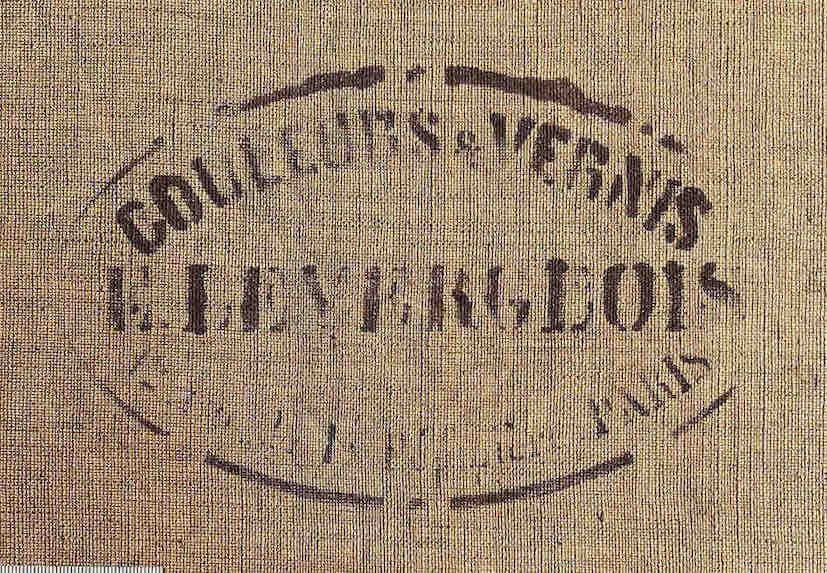 COULEURS & VERNIS
E. LEVERGEOIS
PARIS